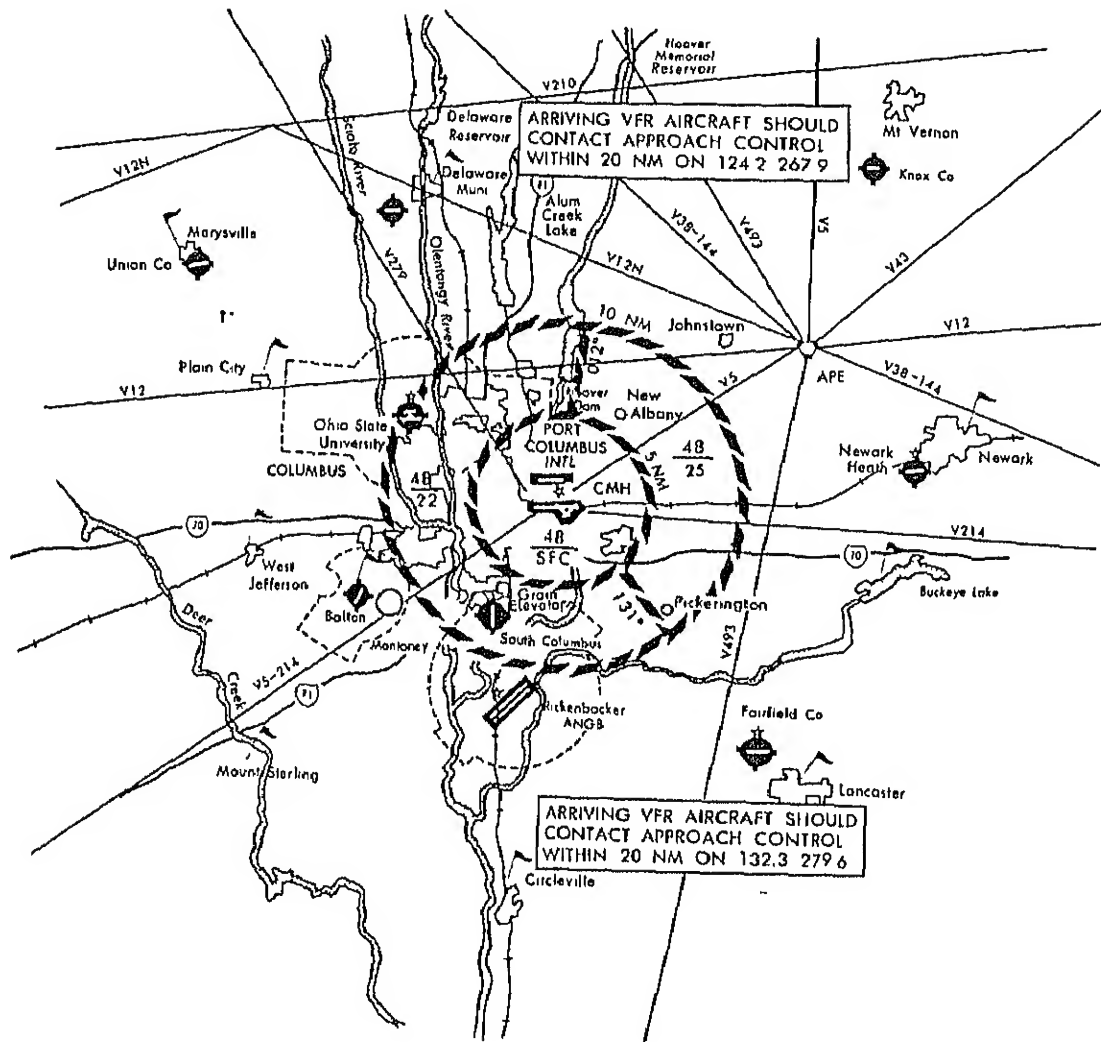 Hoover
Memorial
Reservoir
V210
Delaware
Reservoir
ARRIVING VFR AIRCRAFT SHOULD
CONTACT APPROACH CONTROL
WITHIN 20 NM ON 124 2 267 9
Mt Vernon
Knox Co
Scioto River
V12N
Delaware
Muni
71
Alum
Creek
Lake
Marysville
Union Co
V279
Olentangy River
V38-144
V493
V5
V43
V12N
10 NM
Johnstown
V12
Plain City
V12
012°
V5
APE
V38-144
New
Albany
Ohio State
University
PORT
COLUMBUS
INTL
5 NM
48
25
Newark
Heath
Newark
COLUMBUS
48
22
CMH
V214
70
48
SFC
70
West
Jefferson
Bolton
Grain
Elevator
131°
Pickerington
Buckeye Lake
South Columbus
V493
Deer
Creek
V5-214
71
Rickenbacker
ANGB
Fairfield Co
Mount Sterling
Lancaster
ARRIVING VFR AIRCRAFT SHOULD
CONTACT APPROACH CONTROL
WITHIN 20 NM ON 132.3 279 6
Circleville